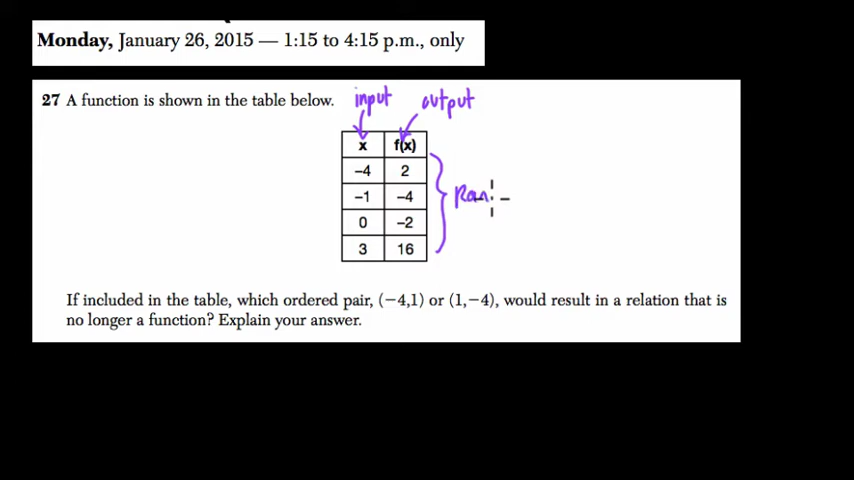 Monday, January 26, 2015 — 1:15 to 4:15 p.m., only
27 A function is shown in the table below.
input output
x f(x)
–4 2
–1 –4
0 –2
3 16
Ran
If included in the table, which ordered pair, (−4,1) or (1,−4), would result in a relation that is
no longer a function? Explain your answer.